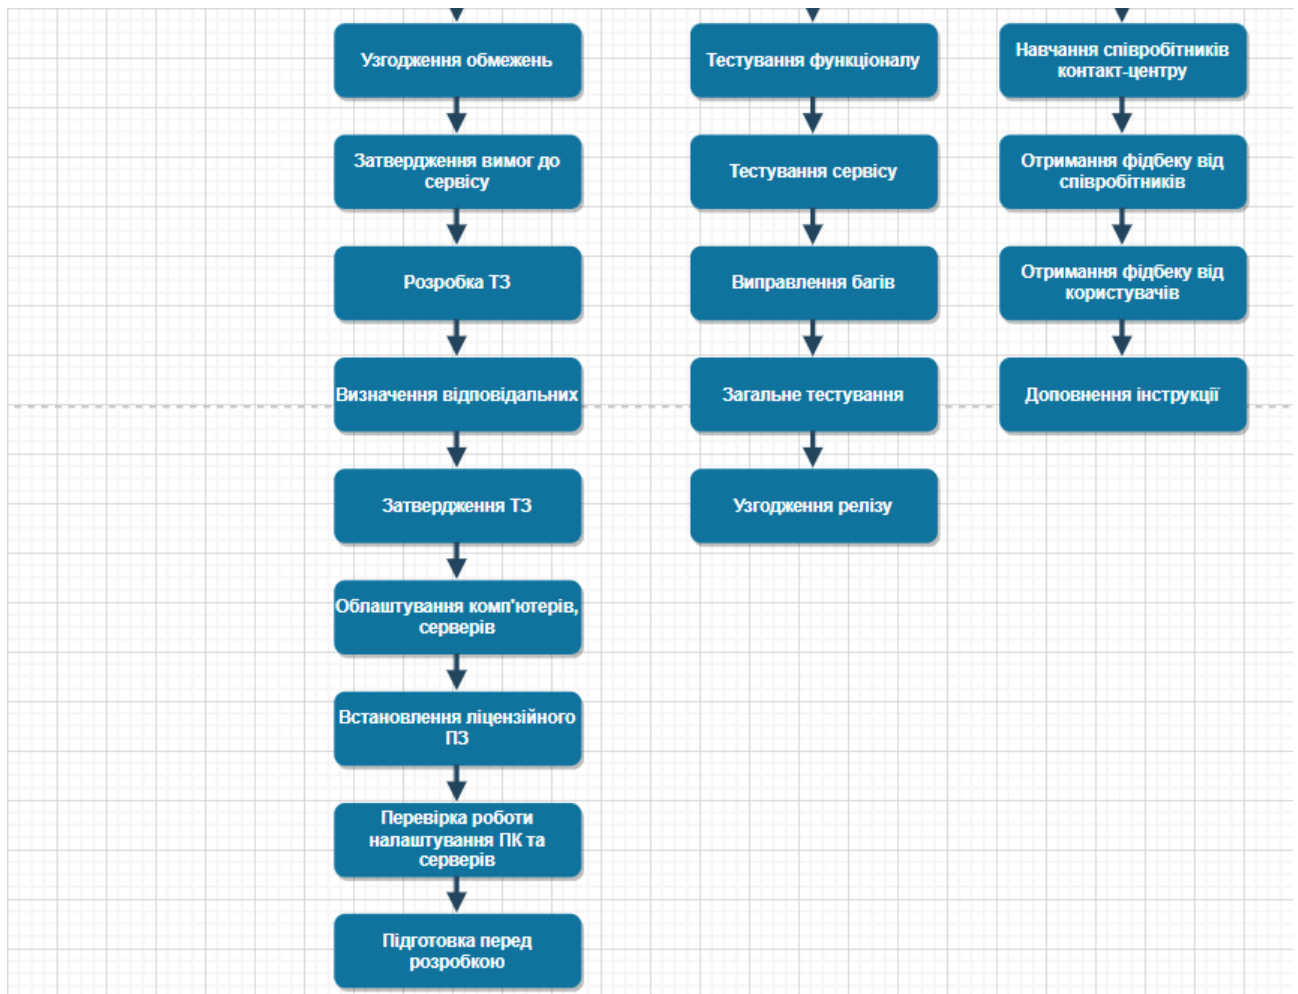 Узгодження обмежень
Затвердження вимог до
сервісу
Розробка ТЗ
Визначення відповідальних
Затвердження ТЗ
Облаштування комп'ютерів,
серверів
Встановлення ліцензійного
ПЗ
Перевірка роботи
налаштування ПК та
серверів
Підготовка перед
розробкою
Тестування функціоналу
Тестування сервісу
Виправлення багів
Загальне тестування
Узгодження релізу
Навчання співробітників
контакт-центру
Отримання фідбеку від
співробітників
Отримання фідбеку від
користувачів
Доповнення інструкції